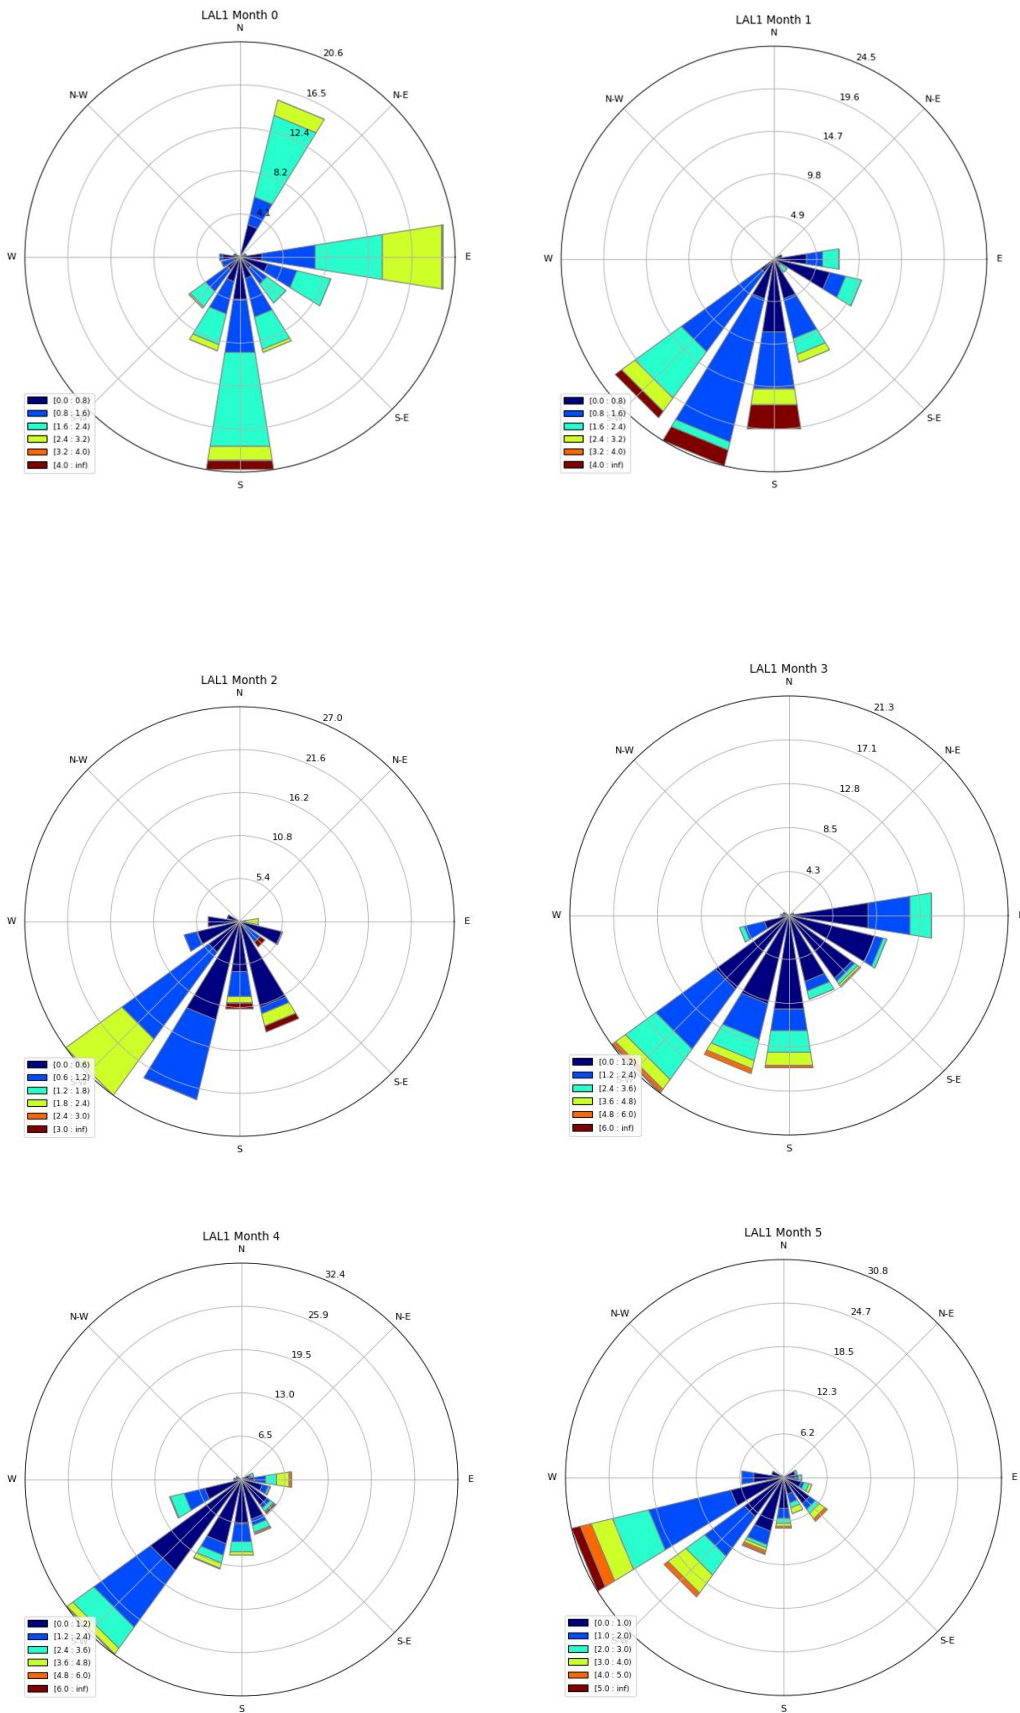 LAL1 Month 0
N
20.6
16.5
12.4
8.2
4.1
N-W
N-E
W
E
S-E
S
[0.0 : 0.8)
[0.8 : 1.6)
[1.6 : 2.4)
[2.4 : 3.2)
[3.2 : 4.0)
[4.0 : inf)
LAL1 Month 1
N
24.5
19.6
14.7
9.8
4.9
N-W
N-E
W
E
S-E
S
[0.0 : 0.8)
[0.8 : 1.6)
[1.6 : 2.4)
[2.4 : 3.2)
[3.2 : 4.0)
[4.0 : inf)
LAL1 Month 2
N
27.0
21.6
16.2
10.8
5.4
N-W
N-E
W
E
S-E
S
[0.0 : 0.6)
[0.6 : 1.2)
[1.2 : 1.8)
[1.8 : 2.4)
[2.4 : 3.0)
[3.0 : inf)
LAL1 Month 3
N
21.3
17.1
12.8
8.5
4.3
N-W
N-E
W
S-E
S
[0.0 : 1.2)
[1.2 : 2.4)
[2.4 : 3.6)
[3.6 : 4.8)
[4.8 : 6.0)
[6.0 : inf)
LAL1 Month 4
N
32.4
25.9
19.5
13.0
6.5
N-W
N-E
W
E
S-E
S
[0.0 : 1.2)
[1.2 : 2.4)
[2.4 : 3.6)
[3.6 : 4.8)
[4.8 : 6.0)
[6.0 : inf)
LAL1 Month 5
N
30.8
24.7
18.5
12.3
6.2
N-W
N-E
W
E
S-E
S
[0.0 : 1.0)
[1.0 : 2.0)
[2.0 : 3.0)
[3.0 : 4.0)
[4.0 : 5.0)
[5.0 : inf)